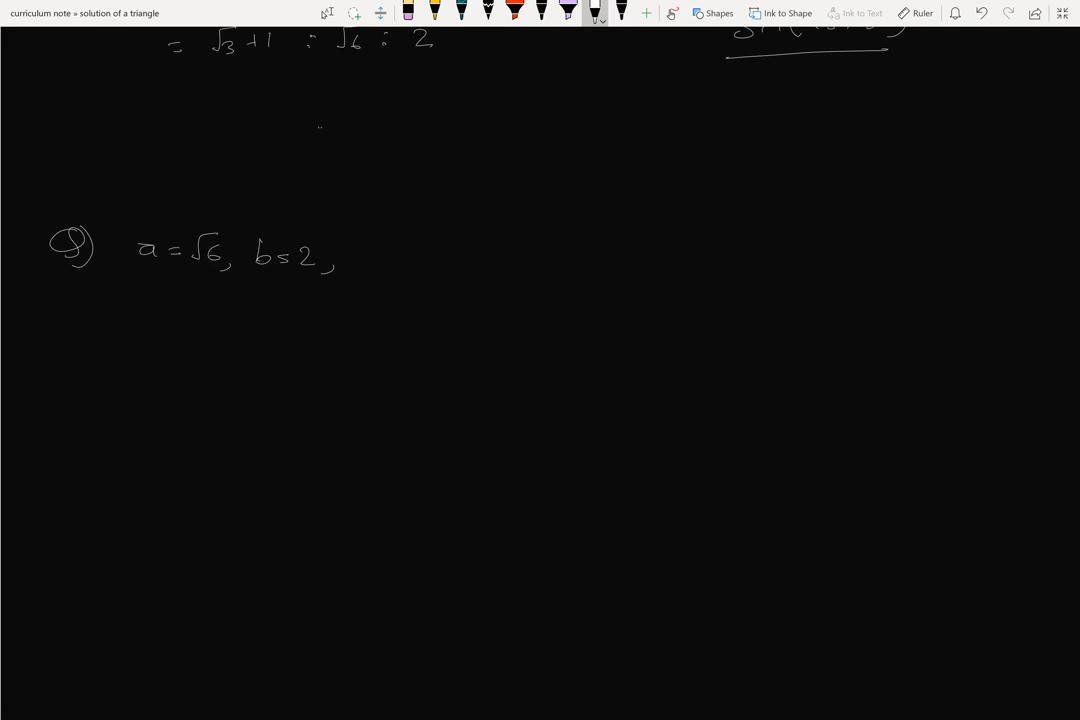 curriculum note » solution of a triangle
Shapes Ink to Shape Ink to Text Ruler
= √3 +1 : √6 : 2
Q) a = √6, b = 2,